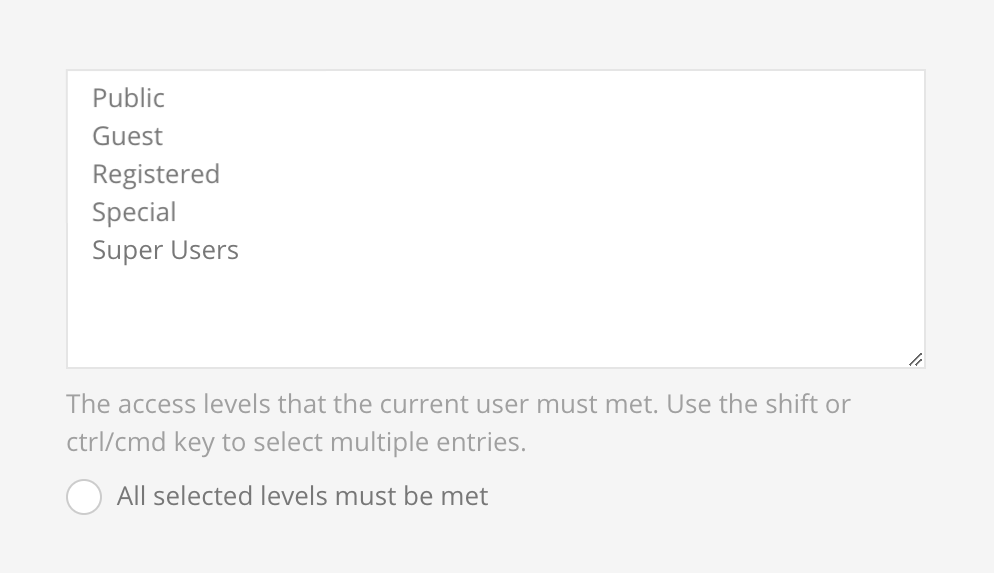 Public
Guest
Registered
Special
Super Users
The access levels that the current user must met. Use the shift or
ctrl/cmd key to select multiple entries.
All selected levels must be met